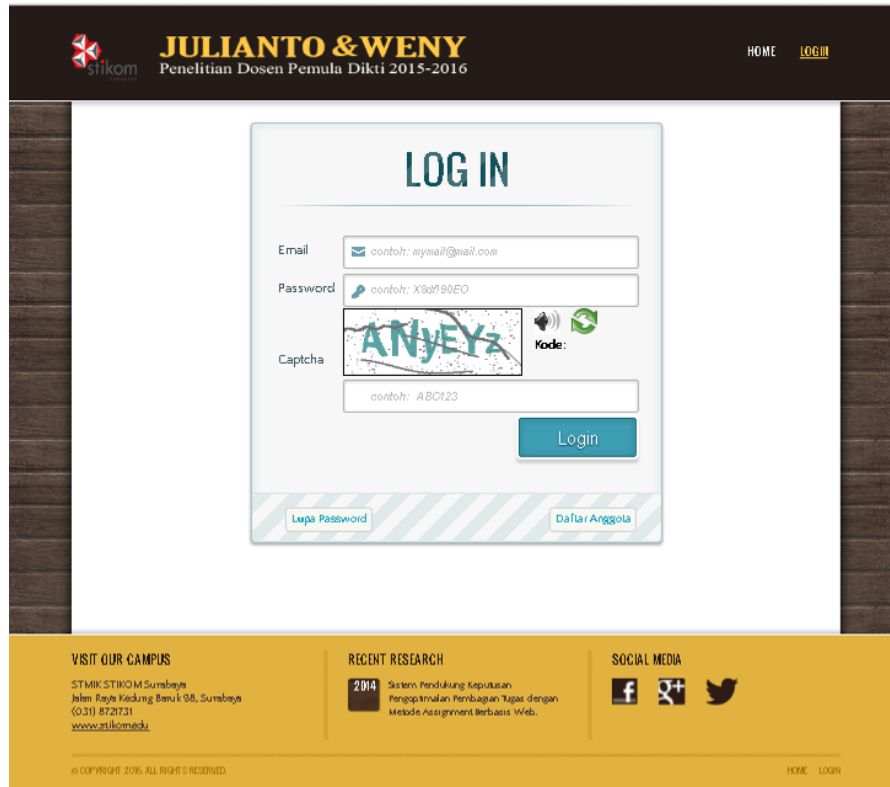 stikom
JULIANTO & WENY
Penelitian Dosen Pemula Dikti 2015-2016
HOME LOGIN
LOG IN
Email
contoh: mymail@mail.com
Password
contoh: X8df!90EO
ANyEYz
Kode:
Captcha
contoh: ABC123
Login
Lupa Password
Daftar Anggota
VISIT OUR CAMPUS
STMIK STIKOM Surabaya
Jalan Raya Kedung Baruk 98, Surabaya
(031) 8721731
www.stikom.edu
RECENT RESEARCH
2014
Sistem Pendukung Keputusan
Pengoptimalan Pembagian Tugas dengan
Metode Assignment Berbasis Web.
SOCIAL MEDIA
© COPYRIGHT 2016. ALL RIGHTS RESERVED.
HOME LOGIN